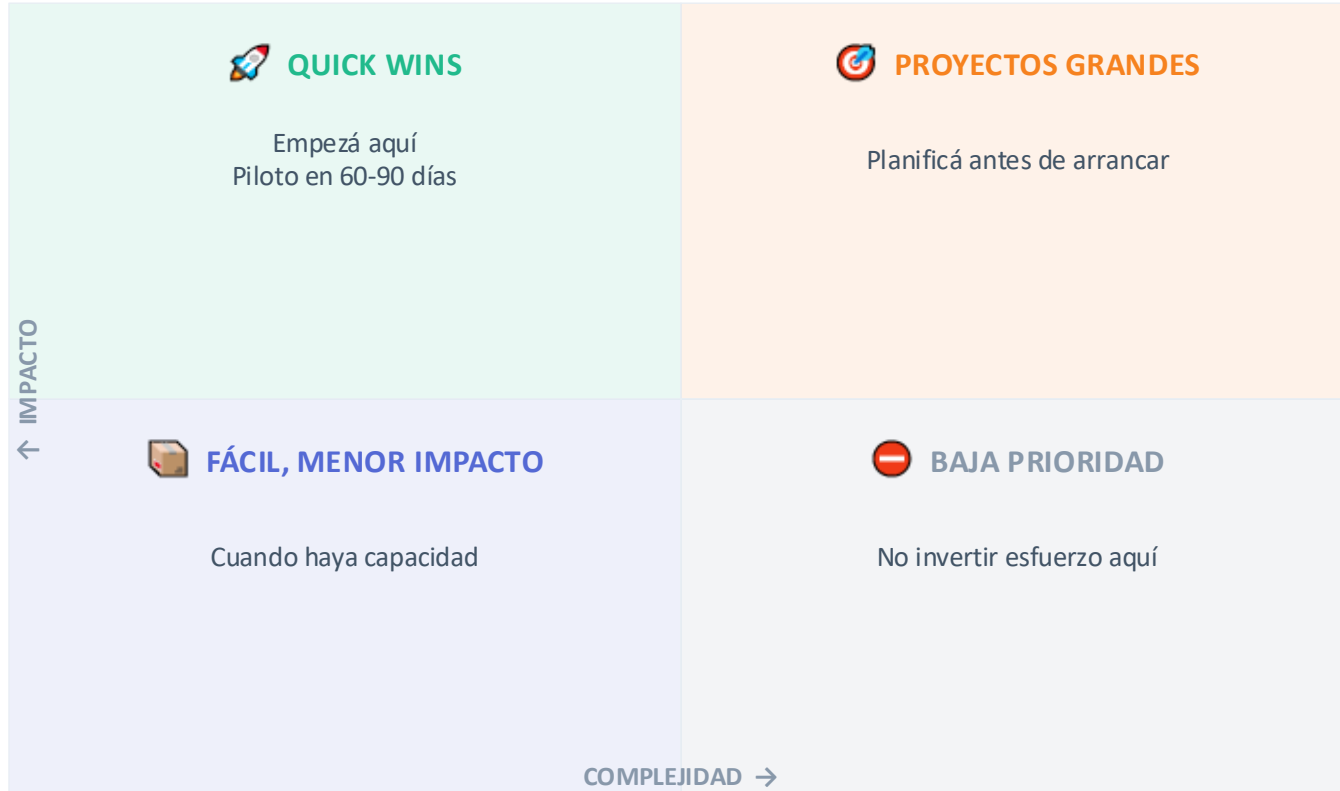 QUICK WINS
Empezá aquí
Piloto en 60-90 días
PROYECTOS GRANDES
Planificá antes de arrancar
← IMPACTO
FÁCIL, MENOR IMPACTO
Cuando haya capacidad
BAJA PRIORIDAD
No invertir esfuerzo aquí
COMPLEJIDAD →